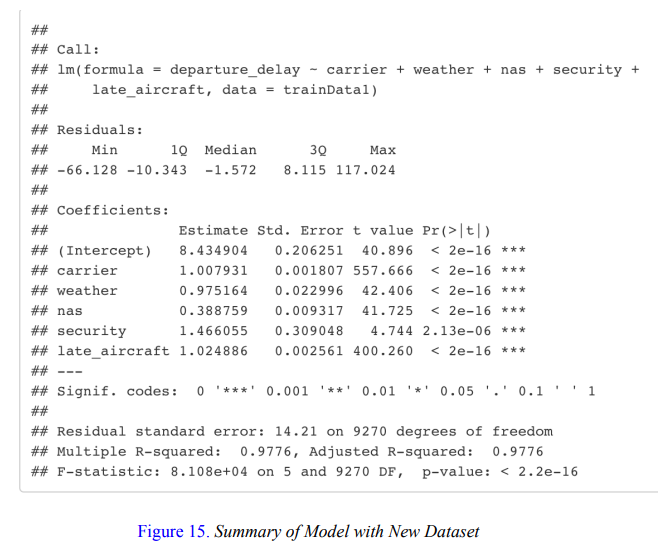 ##
## Call:
## lm(formula = departure_delay ~ carrier + weather + nas + security +
##     late_aircraft, data = trainData1)
##
## Residuals:
##     Min      1Q  Median      3Q     Max
## -66.128 -10.343  -1.572   8.115 117.024
##
## Coefficients:
##               Estimate Std. Error t value Pr(>|t|)
## (Intercept)   8.434904   0.206251  40.896  < 2e-16 ***
## carrier       1.007931   0.001807 557.666  < 2e-16 ***
## weather       0.975164   0.022996  42.406  < 2e-16 ***
## nas           0.388759   0.009317  41.725  < 2e-16 ***
## security      1.466055   0.309048   4.744 2.13e-06 ***
## late_aircraft 1.024886   0.002561 400.260  < 2e-16 ***
## ---
## Signif. codes:  0 '***' 0.001 '**' 0.01 '*' 0.05 '.' 0.1 ' ' 1
##
## Residual standard error: 14.21 on 9270 degrees of freedom
## Multiple R-squared:  0.9776, Adjusted R-squared:  0.9776
## F-statistic: 8.108e+04 on 5 and 9270 DF,  p-value: < 2.2e-16
Figure 15. Summary of Model with New Dataset